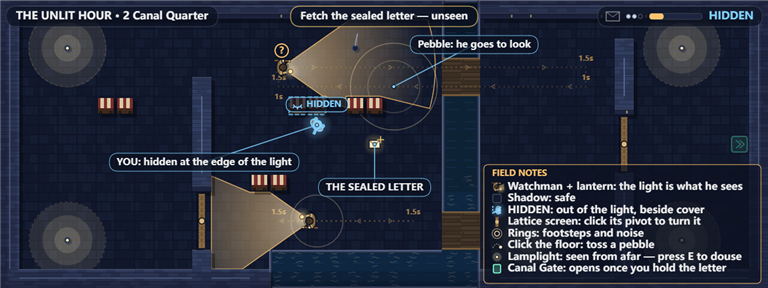 THE UNLIT HOUR • 2 Canal Quarter
Fetch the sealed letter — unseen
HIDDEN
?
Pebble: he goes to look
1.5s
1.5s
1s
1s
HIDDEN
YOU: hidden at the edge of the light
THE SEALED LETTER
1.5s
1.5s
FIELD NOTES
Watchman + lantern: the light is what he sees
Shadow: safe
HIDDEN: out of the light, beside cover
Lattice screen: click its pivot to turn it
Rings: footsteps and noise
Click the floor: toss a pebble
Lamplight: seen from afar — press E to douse
Canal Gate: opens once you hold the letter